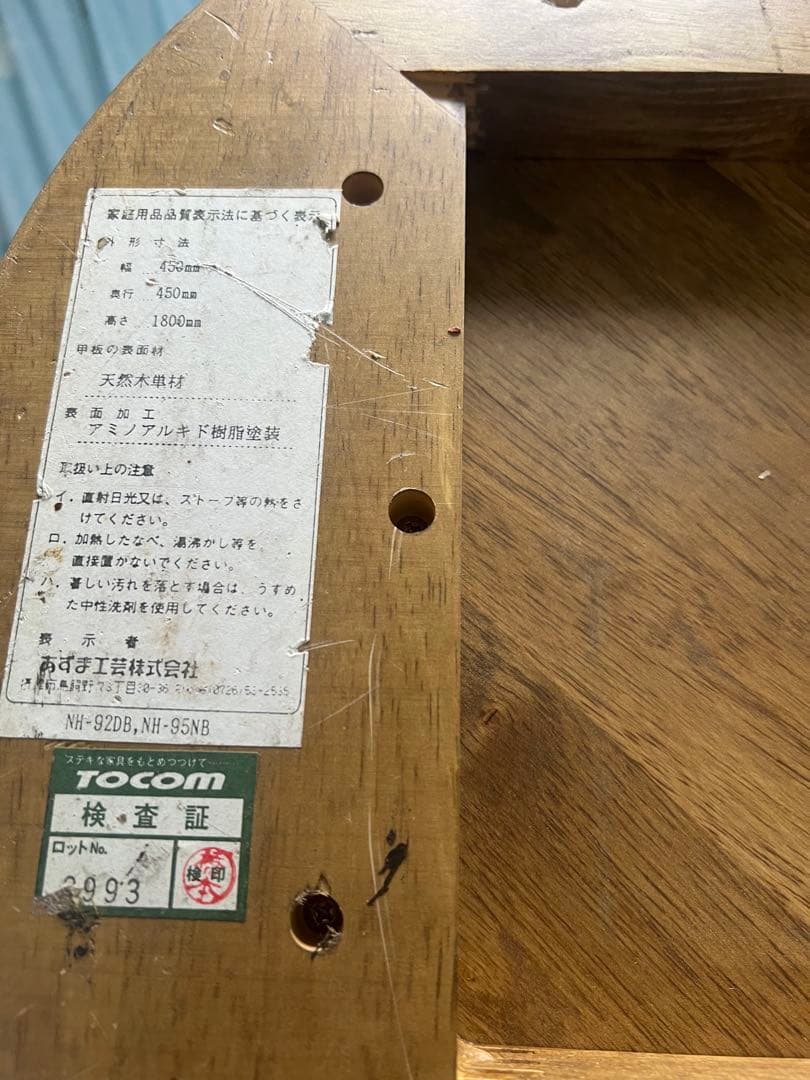 家庭用品品質表示法に基づく表示
外形寸法
幅 450mm
奥行 450mm
高さ 1800mm
甲板の表面材
天然木単材
表面加工
アミノアルキド樹脂塗装
取扱い上の注意
イ．直射日光又は、ストーブ等の熱をさ
けてください。
ロ．加熱したなべ、湯沸かし等を
直接置かないでください。
ハ．著しい汚れを落とす場合は、うすめ
た中性洗剤を使用してください。
表示者
あずま工芸株式会社
NH-92DB,NH-95NB
ステキな家具をもとめつづけて……
TOCOM
検査証
ロットNo.
993
検印